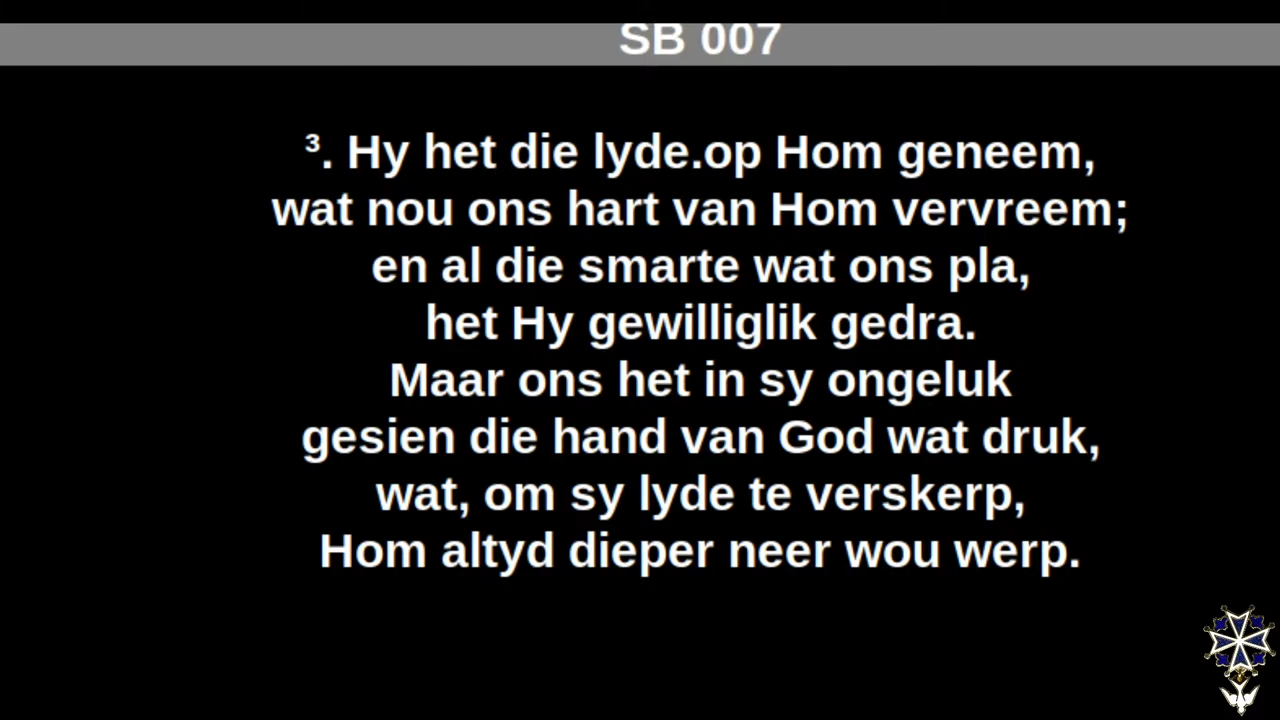 SB 007
³. Hy het die lyde.op Hom geneem,
wat nou ons hart van Hom vervreem;
en al die smarte wat ons pla,
het Hy gewilliglik gedra.
Maar ons het in sy ongeluk
gesien die hand van God wat druk,
wat, om sy lyde te verskerp,
Hom altyd dieper neer wou werp.